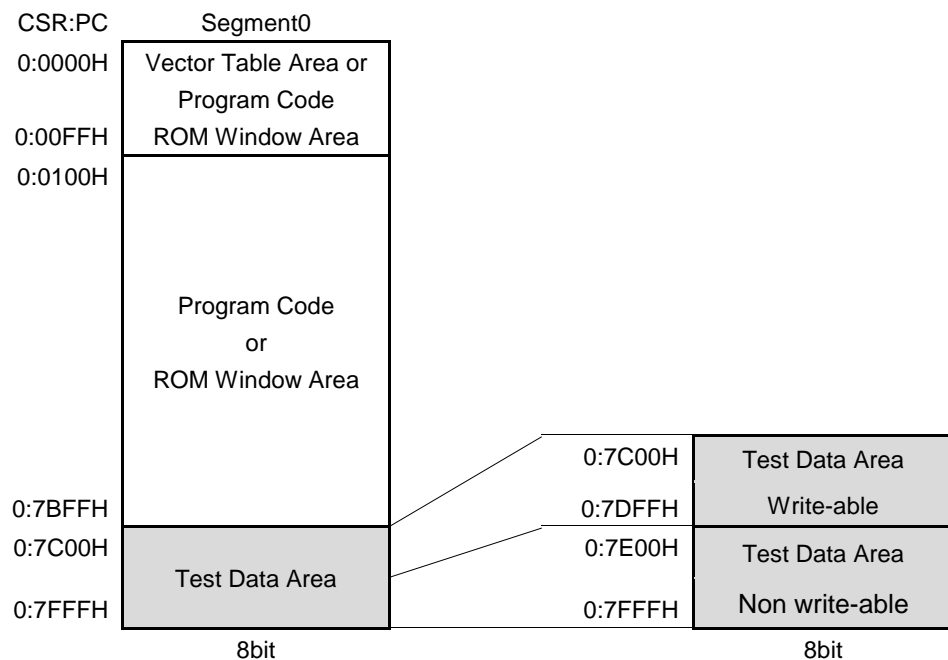 CSR:PC Segment0
0:0000H Vector Table Area or
Program Code
0:00FFH ROM Window Area
0:0100H
Program Code
or
ROM Window Area
0:7C00H Test Data Area
0:7BFFH 0:7DFFH Write-able
0:7C00H 0:7E00H Test Data Area
Test Data Area
0:7FFFH 0:7FFFH Non write-able
8bit 8bit